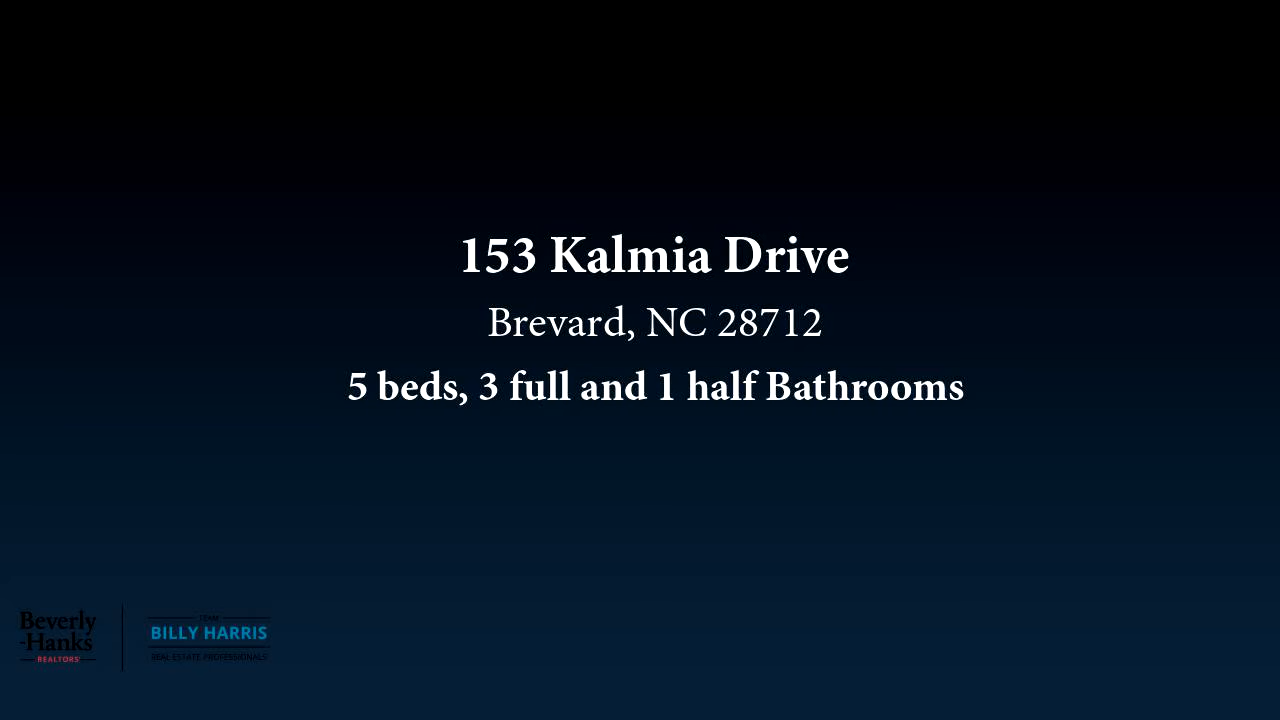 153 Kalmia Drive
Brevard, NC 28712
5 beds, 3 full and 1 half Bathrooms
Beverly
-Hanks
REALTORS
TEAM
BILLY HARRIS
REAL ESTATE PROFESSIONALS